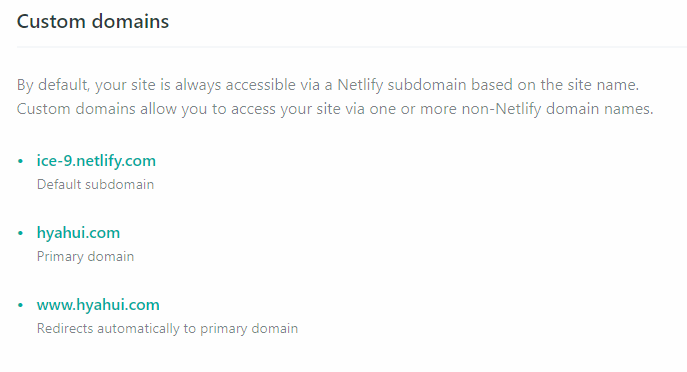 Custom domains
By default, your site is always accessible via a Netlify subdomain based on the site name.
Custom domains allow you to access your site via one or more non-Netlify domain names.
• ice-9.netlify.com
Default subdomain
• hyahui.com
Primary domain
• www.hyahui.com
Redirects automatically to primary domain